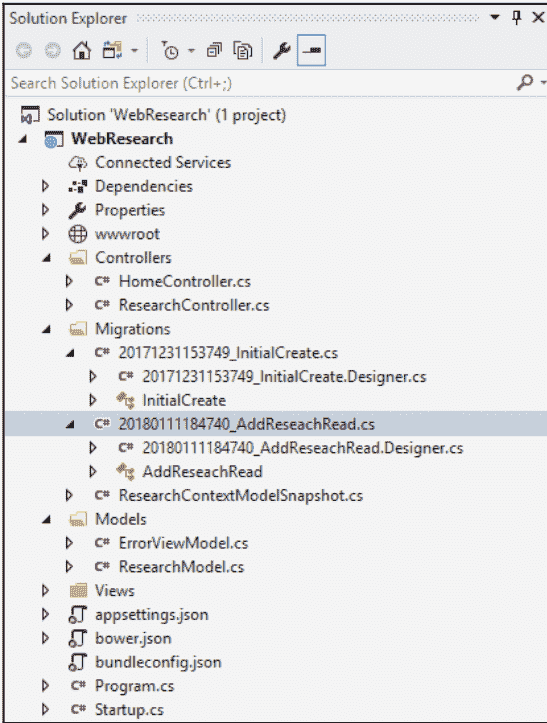 Solution Explorer
Search Solution Explorer (Ctrl+;)
Solution 'WebResearch' (1 project)
WebResearch
Connected Services
Dependencies
Properties
wwwroot
Controllers
C# HomeController.cs
C# ResearchController.cs
Migrations
C# 20171231153749_InitialCreate.cs
C# 20171231153749_InitialCreate.Designer.cs
InitialCreate
C# 20180111184740_AddReseachRead.cs
C# 20180111184740_AddReseachRead.Designer.cs
AddReseachRead
C# ResearchContextModelSnapshot.cs
Models
C# ErrorViewModel.cs
C# ResearchModel.cs
Views
appsettings.json
bower.json
bundleconfig.json
C# Program.cs
C# Startup.cs